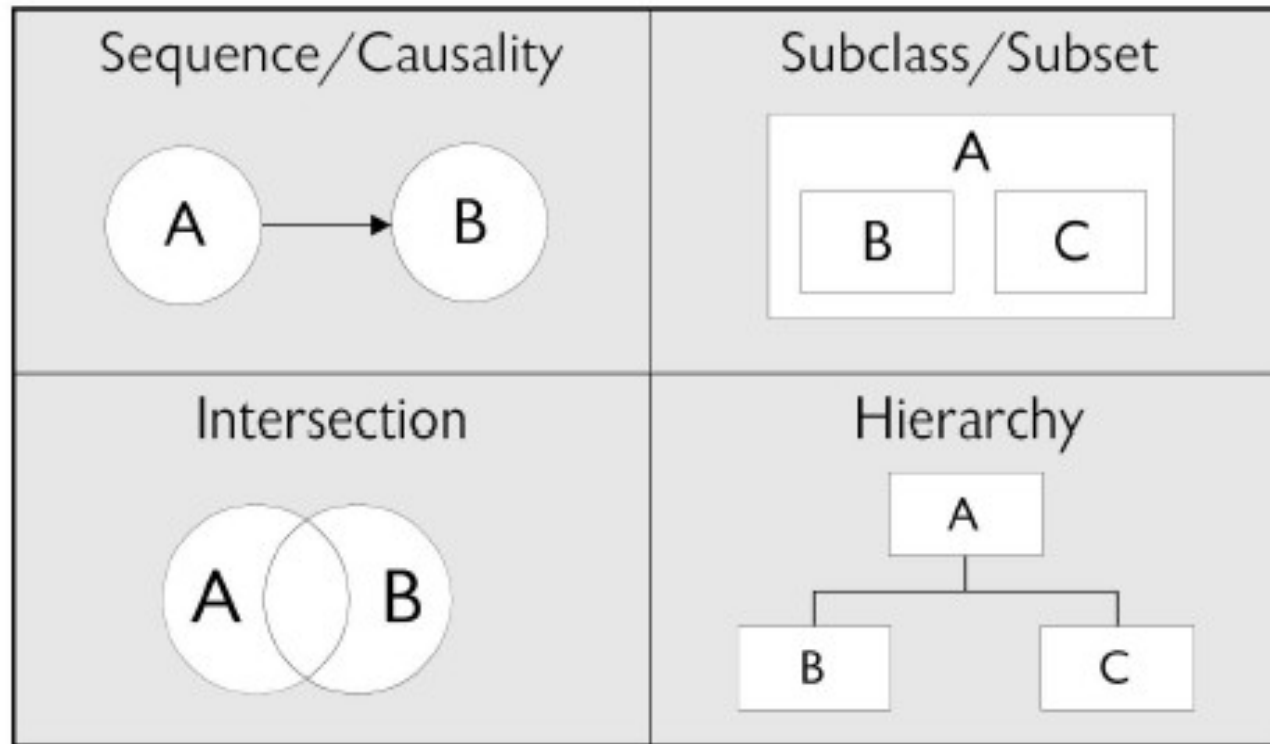 Sequence/Causality
A B
Subclass/Subset
A
B C
Intersection
A B
Hierarchy
A
B C